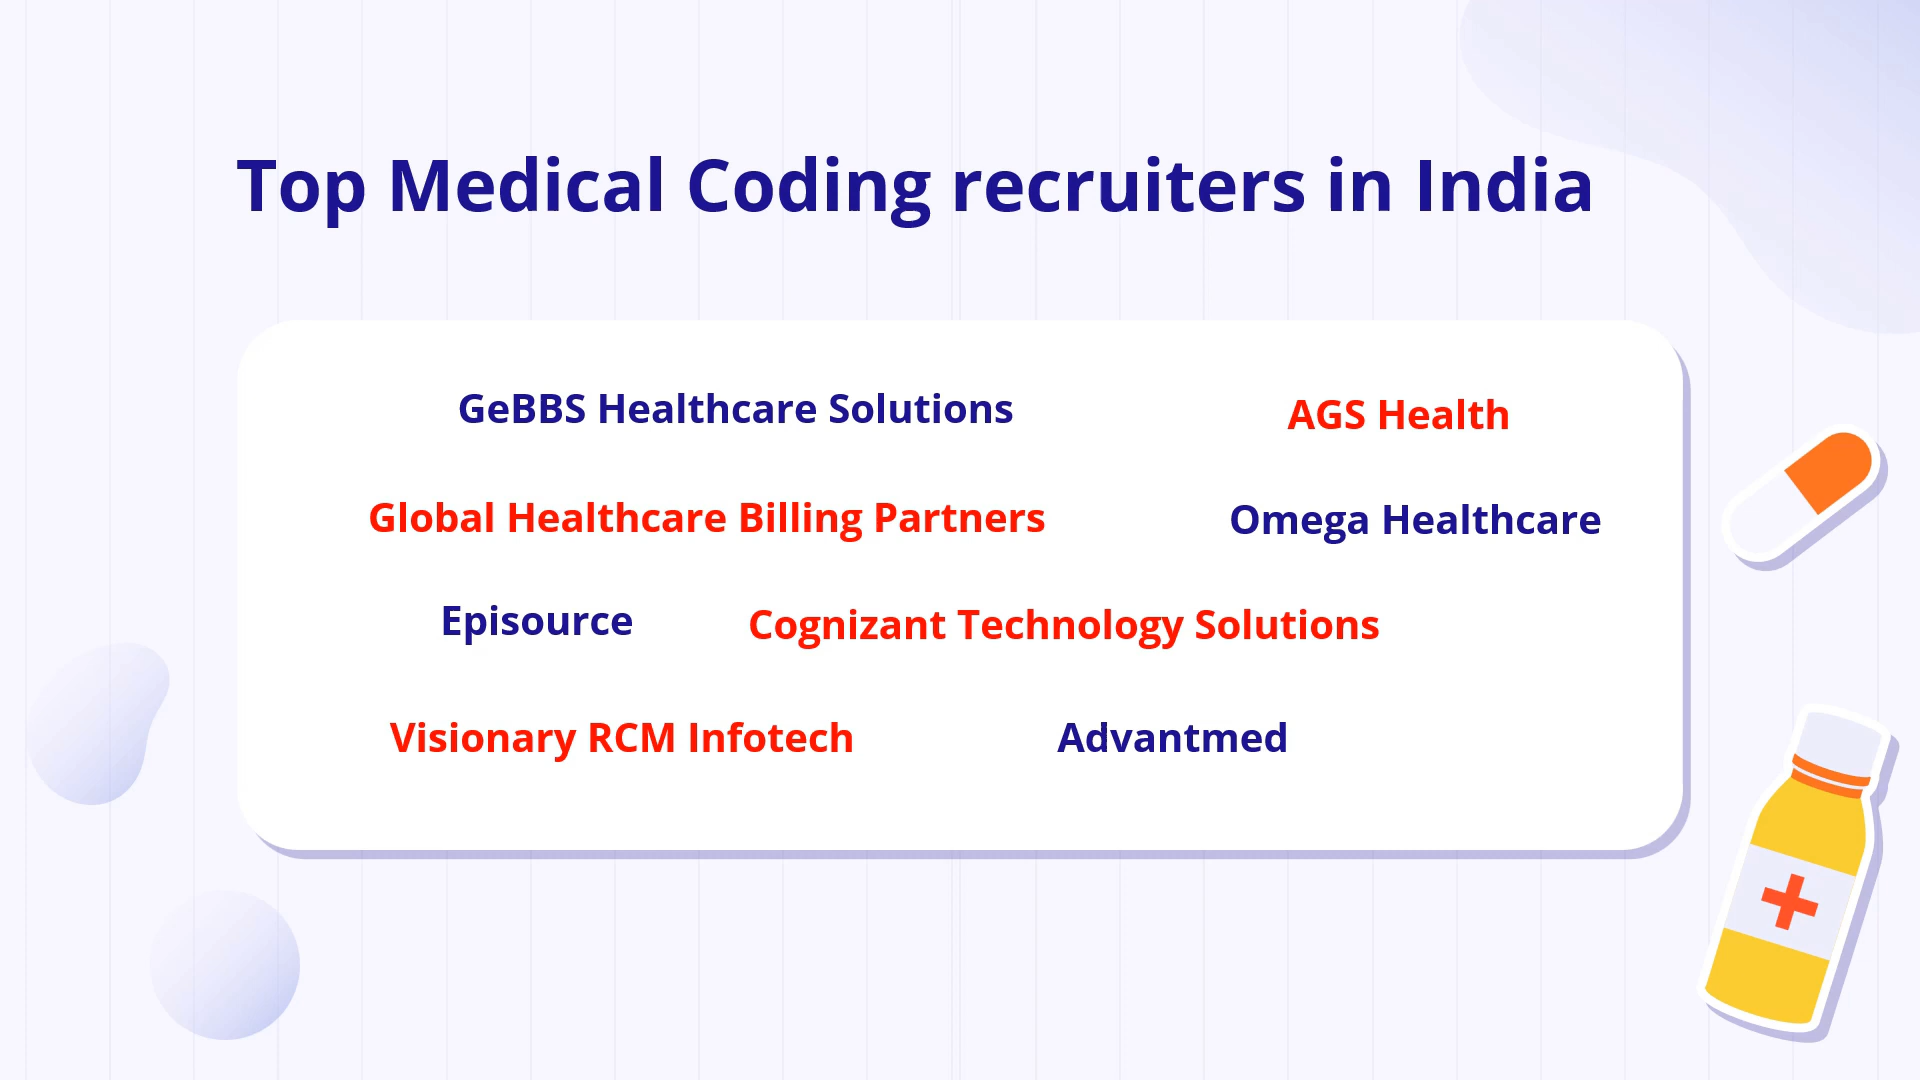 Top Medical Coding recruiters in India
GeBBS Healthcare Solutions
AGS Health
Global Healthcare Billing Partners
Omega Healthcare
Episource
Cognizant Technology Solutions
Visionary RCM Infotech
Advantmed